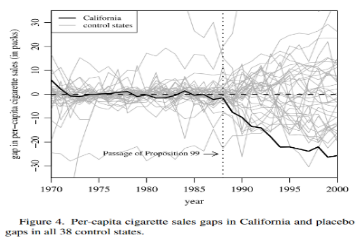 California
control states
gap in per-capita cigarette sales (in packs)
30
20
10
0
-10
-20
-30
Passage of Proposition 99
1970
1975
1980
1985
1990
1995
2000
year
Figure 4. Per-capita cigarette sales gaps in California and placebo
gaps in all 38 control states.